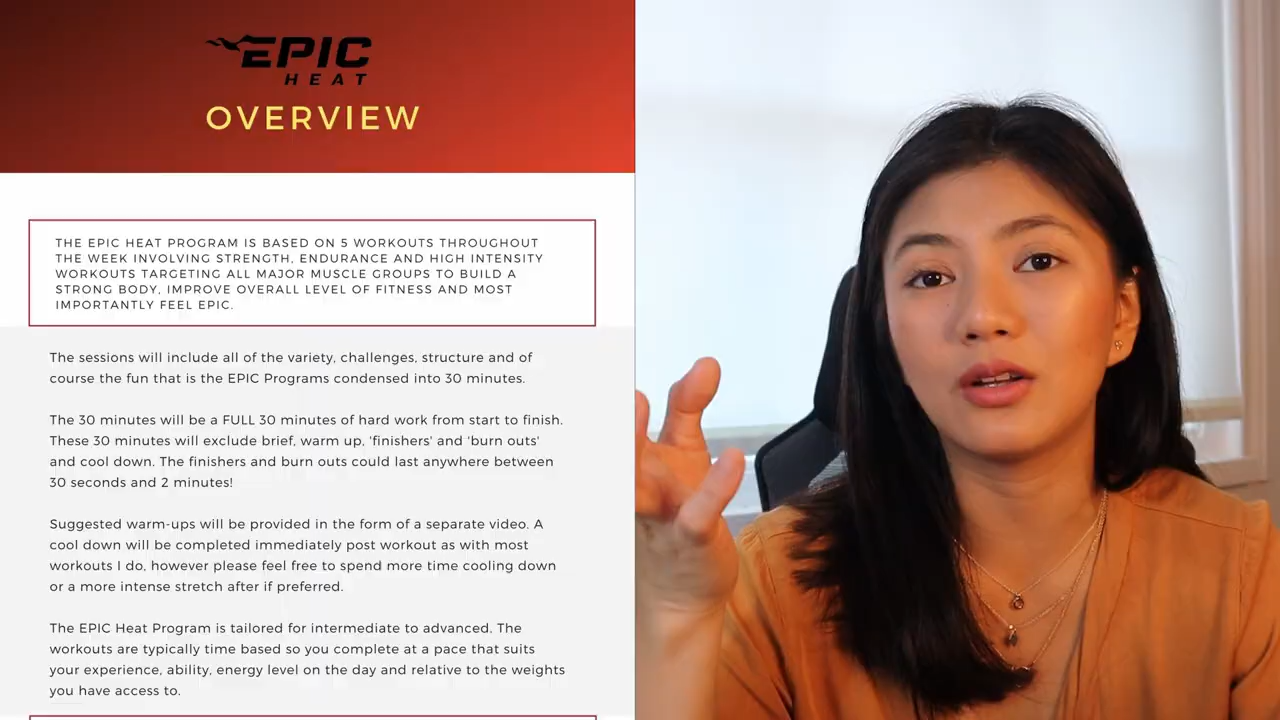 EPIC
HEAT
OVERVIEW
THE EPIC HEAT PROGRAM IS BASED ON 5 WORKOUTS THROUGHOUT
THE WEEK INVOLVING STRENGTH, ENDURANCE AND HIGH INTENSITY
WORKOUTS TARGETING ALL MAJOR MUSCLE GROUPS TO BUILD A
STRONG BODY, IMPROVE OVERALL LEVEL OF FITNESS AND MOST
IMPORTANTLY FEEL EPIC.
The sessions will include all of the variety, challenges, structure and of
course the fun that is the EPIC Programs condensed into 30 minutes.
The 30 minutes will be a FULL 30 minutes of hard work from start to finish.
These 30 minutes will exclude brief, warm up, 'finishers' and 'burn outs'
and cool down. The finishers and burn outs could last anywhere between
30 seconds and 2 minutes!
Suggested warm-ups will be provided in the form of a separate video. A
cool down will be completed immediately post workout as with most
workouts I do, however please feel free to spend more time cooling down
or a more intense stretch after if preferred.
The EPIC Heat Program is tailored for intermediate to advanced. The
workouts are typically time based so you complete at a pace that suits
your experience, ability, energy level on the day and relative to the weights
you have access to.